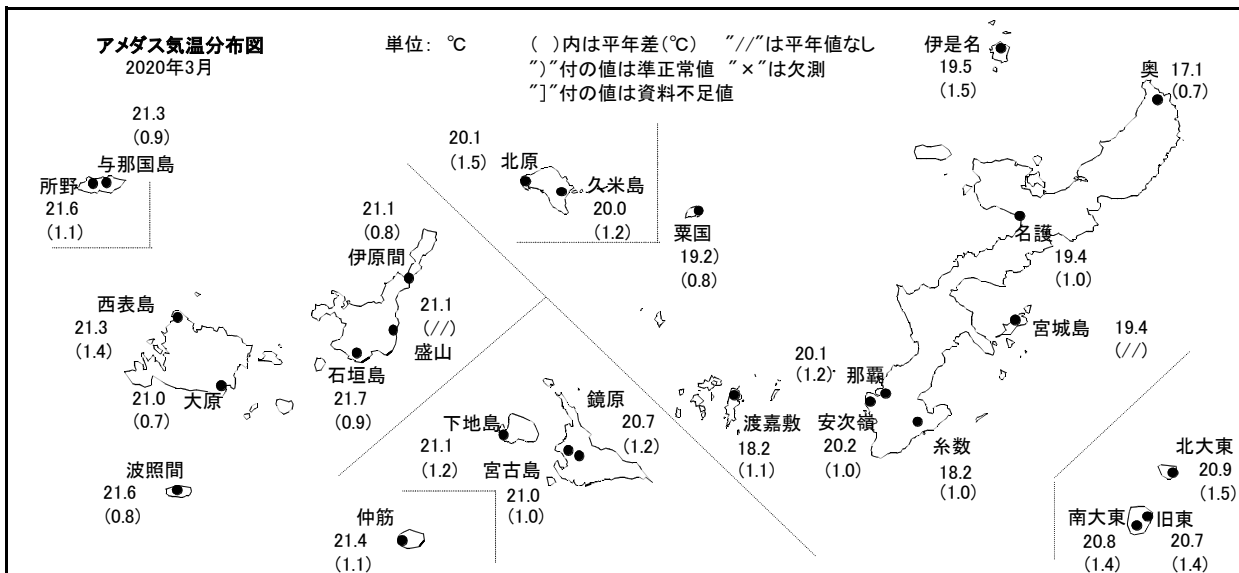 アメダス気温分布図
2020年3月
単位： ℃
（ ）内は平年差(℃) "//"は平年値なし
")"付の値は準正常値 "×"は欠測
"]"付の値は資料不足値
伊是名
19.5
(1.5)
奥
17.1
(0.7)
21.3
(0.9)
与那国島
所野
21.6
(1.1)
20.1
(1.5)
北原
久米島
20.0
(1.2)
粟国
19.2
(0.8)
名護
19.4
(1.0)
21.1
(0.8)
伊原間
西表島
21.3
(1.4)
21.1
(//)
盛山
宮城島
19.4
(//)
石垣島
21.7
(0.9)
大原
21.0
(0.7)
20.1
(1.2)
那覇
下地島
21.1
(1.2)
鏡原
20.7
(1.2)
宮古島
21.0
(1.0)
渡嘉敷
18.2
(1.1)
安次嶺
20.2
(1.0)
糸数
18.2
(1.0)
北大東
20.9
(1.5)
波照間
21.6
(0.8)
仲筋
21.4
(1.1)
南大東
20.8
(1.4)
旧東
20.7
(1.4)